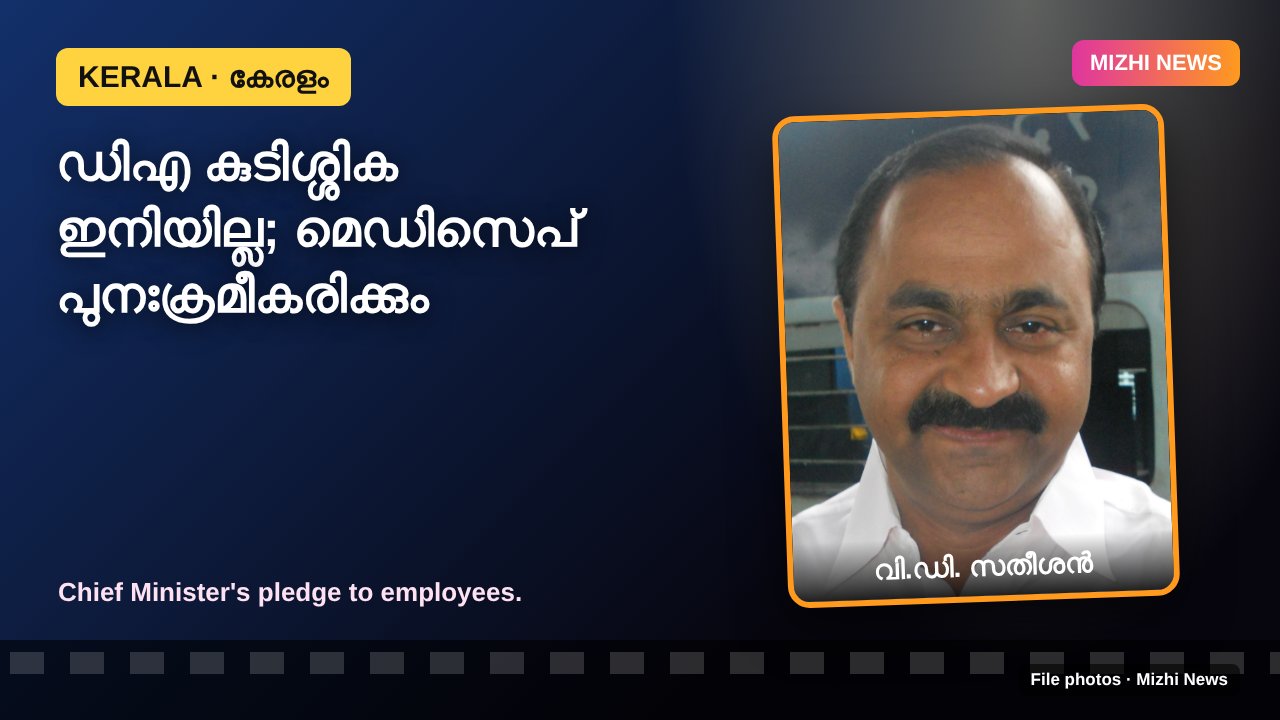 KERALA · കേരളം
MIZHI NEWS
ഡിഎ കുടിശ്ശിക
ഇനിയില്ല; മെഡിസെപ്
പുനഃക്രമീകരിക്കും
വി.ഡി. സതീശൻ
Chief Minister's pledge to employees.
File photos · Mizhi News